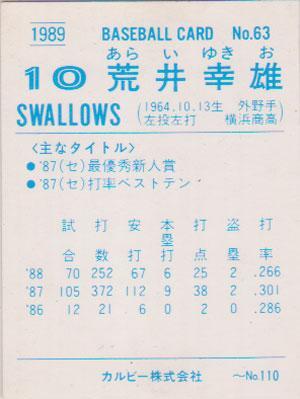 1989 BASEBALL CARD No.63
あらいゆきお
10 荒井幸雄
SWALLOWS (1964.10.13生 外野手
左投左打 横浜商高)
<主なタイトル>
●'87(セ)最優秀新人賞
●'87(セ)打率ベストテン
試合 打数 安打 本塁打 打点 盗塁 打率
'88 70 252 67 6 25 2 .266
'87 105 372 112 9 38 2 .301
'86 12 21 6 0 2 0 .286
カルビー株式会社 〜No.110